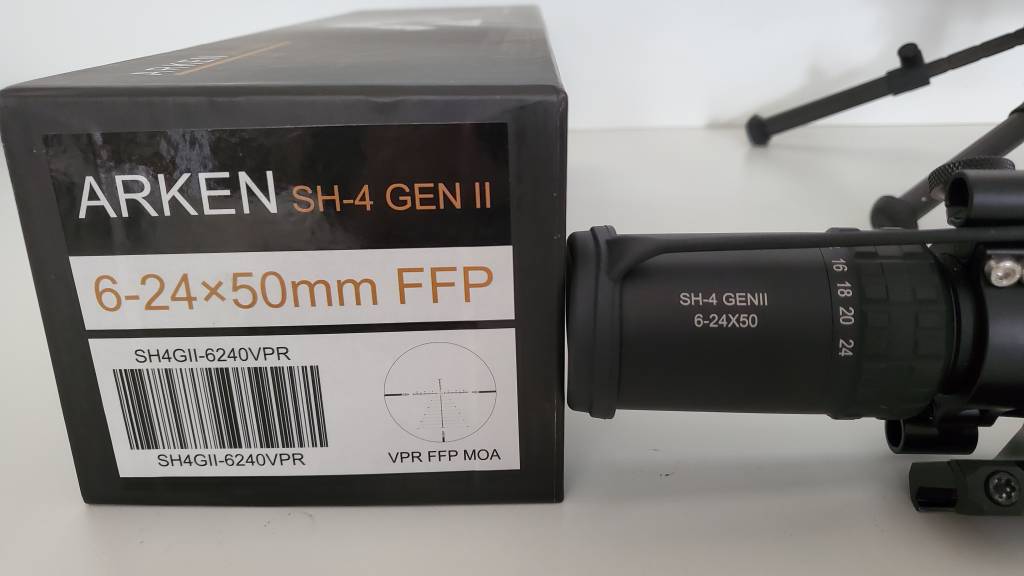 ARKEN
ARKEN SH-4 GEN II
6-24×50mm FFP
SH4GII-6240VPR
SH4GII-6240VPR
VPR FFP MOA
SH-4 GENII
6-24X50
16 18 20 24